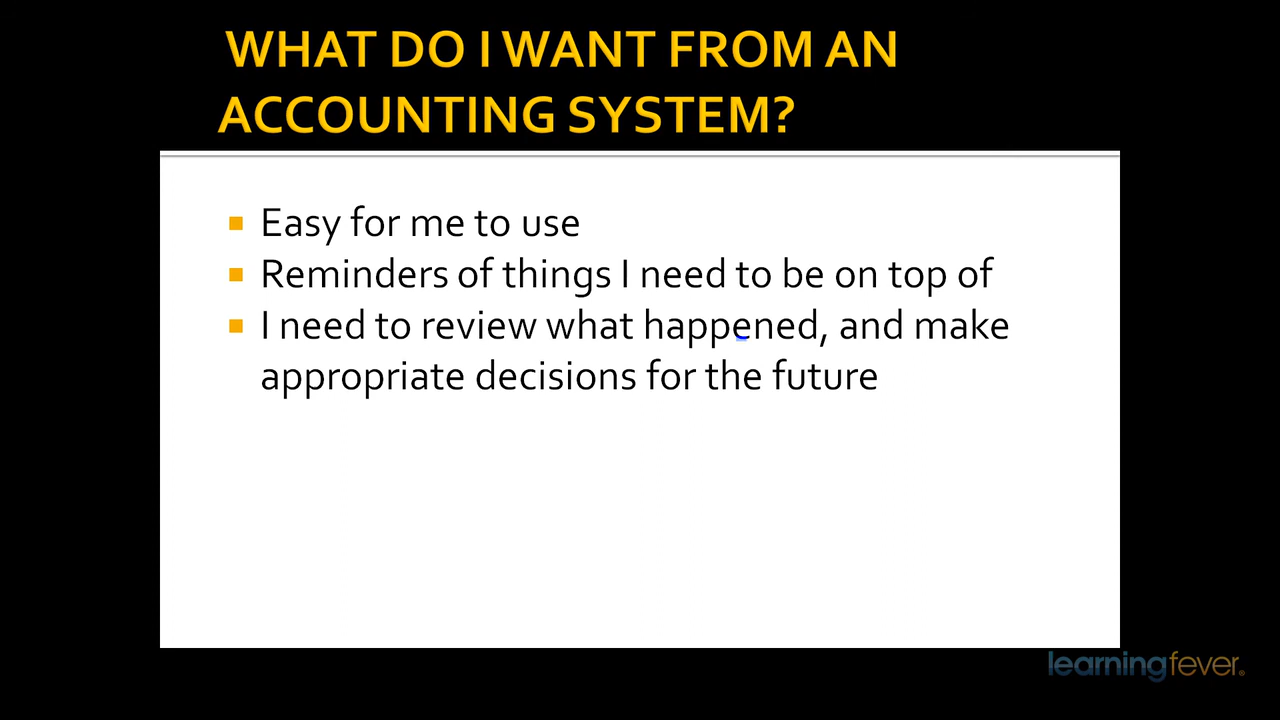 WHAT DO I WANT FROM AN
ACCOUNTING SYSTEM?
Easy for me to use
Reminders of things I need to be on top of
I need to review what happened, and make
appropriate decisions for the future
learningfever®